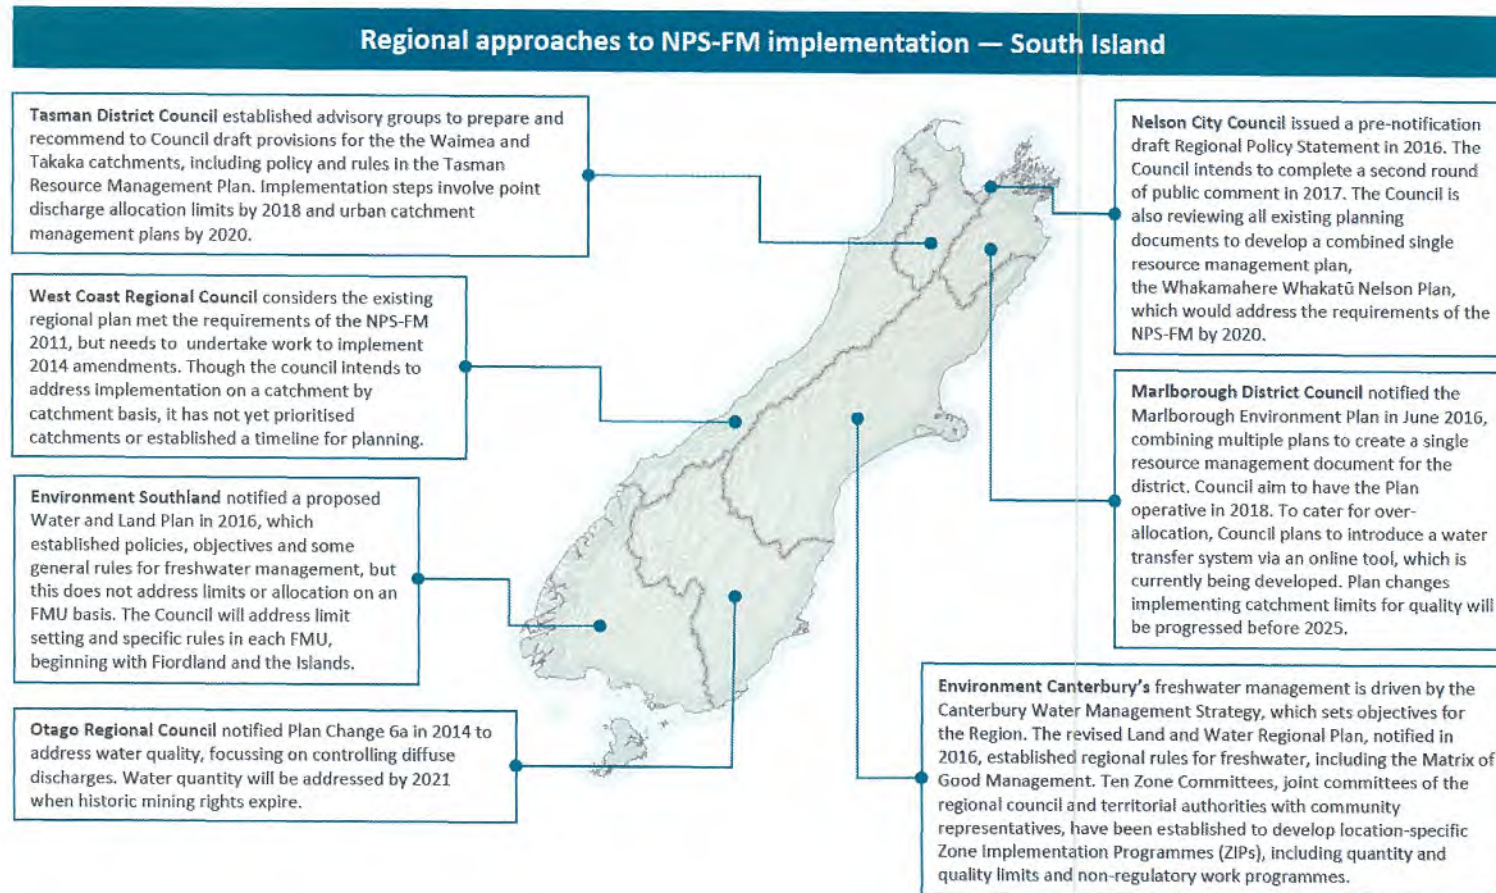 Regional approaches to NPS-FM implementation — South Island
Tasman District Council established advisory groups to prepare and
recommend to Council draft provisions for the the Waimea and
Takaka catchments, including policy and rules in the Tasman
Resource Management Plan. Implementation steps involve point
discharge allocation limits by 2018 and urban catchment
management plans by 2020.
West Coast Regional Council considers the existing
regional plan met the requirements of the NPS-FM
2011, but needs to undertake work to implement
2014 amendments. Though the council intends to
address implementation on a catchment by
catchment basis, it has not yet prioritised
catchments or established a timeline for planning.
Environment Southland notified a proposed
Water and Land Plan in 2016, which
established policies, objectives and some
general rules for freshwater management, but
this does not address limits or allocation on an
FMU basis. The Council will address limit
setting and specific rules in each FMU,
beginning with Fiordland and the Islands.
Otago Regional Council notified Plan Change 6a in 2014 to
address water quality, focussing on controlling diffuse
discharges. Water quantity will be addressed by 2021
when historic mining rights expire.
Nelson City Council issued a pre-notification
draft Regional Policy Statement in 2016. The
Council intends to complete a second round
of public comment in 2017. The Council is
also reviewing all existing planning
documents to develop a combined single
resource management plan,
the Whakamahere Whakatū Nelson Plan,
which would address the requirements of the
NPS-FM by 2020.
Marlborough District Council notified the
Marlborough Environment Plan in June 2016,
combining multiple plans to create a single
resource management document for the
district. Council aim to have the Plan
operative in 2018. To cater for over-
allocation, Council plans to introduce a water
transfer system via an online tool, which is
currently being developed. Plan changes
implementing catchment limits for quality will
be progressed before 2025.
Environment Canterbury's freshwater management is driven by the
Canterbury Water Management Strategy, which sets objectives for
the Region. The revised Land and Water Regional Plan, notified in
2016, established regional rules for freshwater, including the Matrix of
Good Management. Ten Zone Committees, joint committees of the
regional council and territorial authorities with community
representatives, have been established to develop location-specific
Zone Implementation Programmes (ZIPs), including quantity and
quality limits and non-regulatory work programmes.